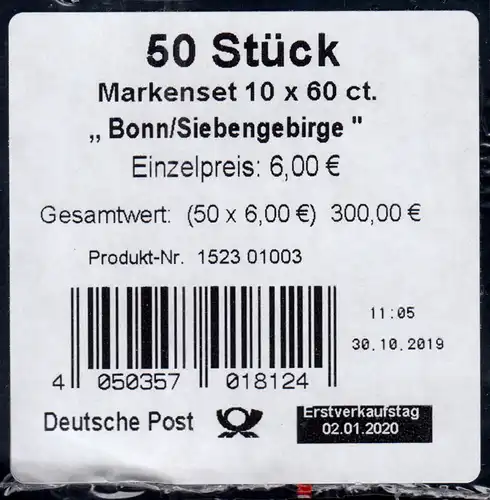 50 Stück
Markenset 10 x 60 ct.
„ Bonn/Siebengebirge "
Einzelpreis: 6,00 €
Gesamtwert: (50 x 6,00 €) 300,00 €
Produkt-Nr. 1523 01003
11:05
30.10.2019
4 050357 018124
Deutsche Post
Erstverkaufstag
02.01.2020